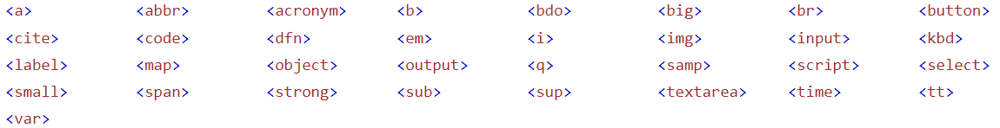 <a> <abbr> <acronym> <b> <bdo> <big> <br> <button>
<cite> <code> <dfn> <em> <i> <img> <input> <kbd>
<label> <map> <object> <output> <q> <samp> <script> <select>
<small> <span> <strong> <sub> <sup> <textarea> <time> <tt>
<var>